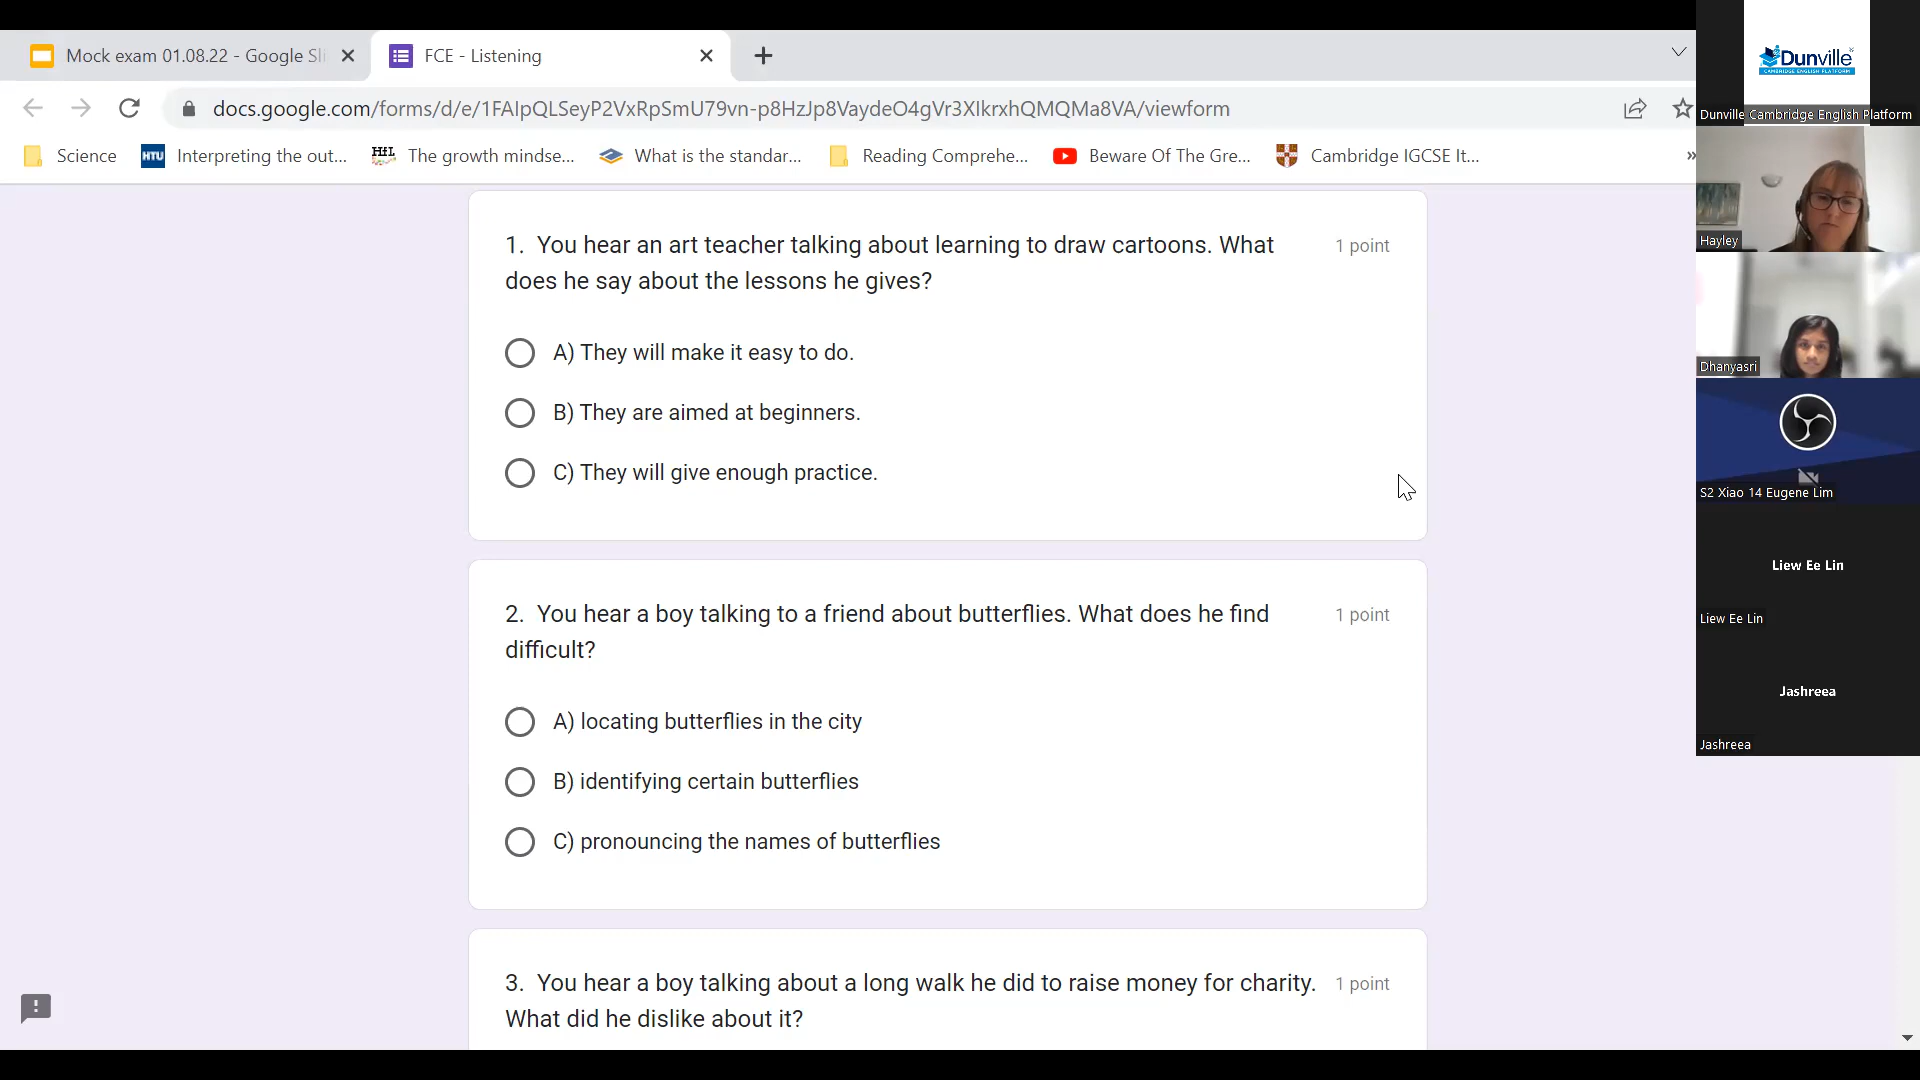 Mock exam 01.08.22 - Google Sli
FCE - Listening
docs.google.com/forms/d/e/1FAIpQLSeyP2VxRpSmU79vn-p8HzJp8VaydeO4gVr3XlkrxhQMQMa8VA/viewform
Science
HTU
Interpreting the out...
The growth mindse...
What is the standar...
Reading Comprehe...
Beware Of The Gre...
Cambridge IGCSE It...
»
1. You hear an art teacher talking about learning to draw cartoons. What
does he say about the lessons he gives?
1 point
A) They will make it easy to do.
B) They are aimed at beginners.
C) They will give enough practice.
2. You hear a boy talking to a friend about butterflies. What does he find
difficult?
1 point
A) locating butterflies in the city
B) identifying certain butterflies
C) pronouncing the names of butterflies
3. You hear a boy talking about a long walk he did to raise money for charity.
What did he dislike about it?
1 point
Dunville
CAMBRIDGE ENGLISH PLATFORM
Dunville Cambridge English Platform
Hayley
Dhanyasri
S2 Xiao 14 Eugene Lim
Liew Ee Lin
Liew Ee Lin
Jashreea
Jashreea